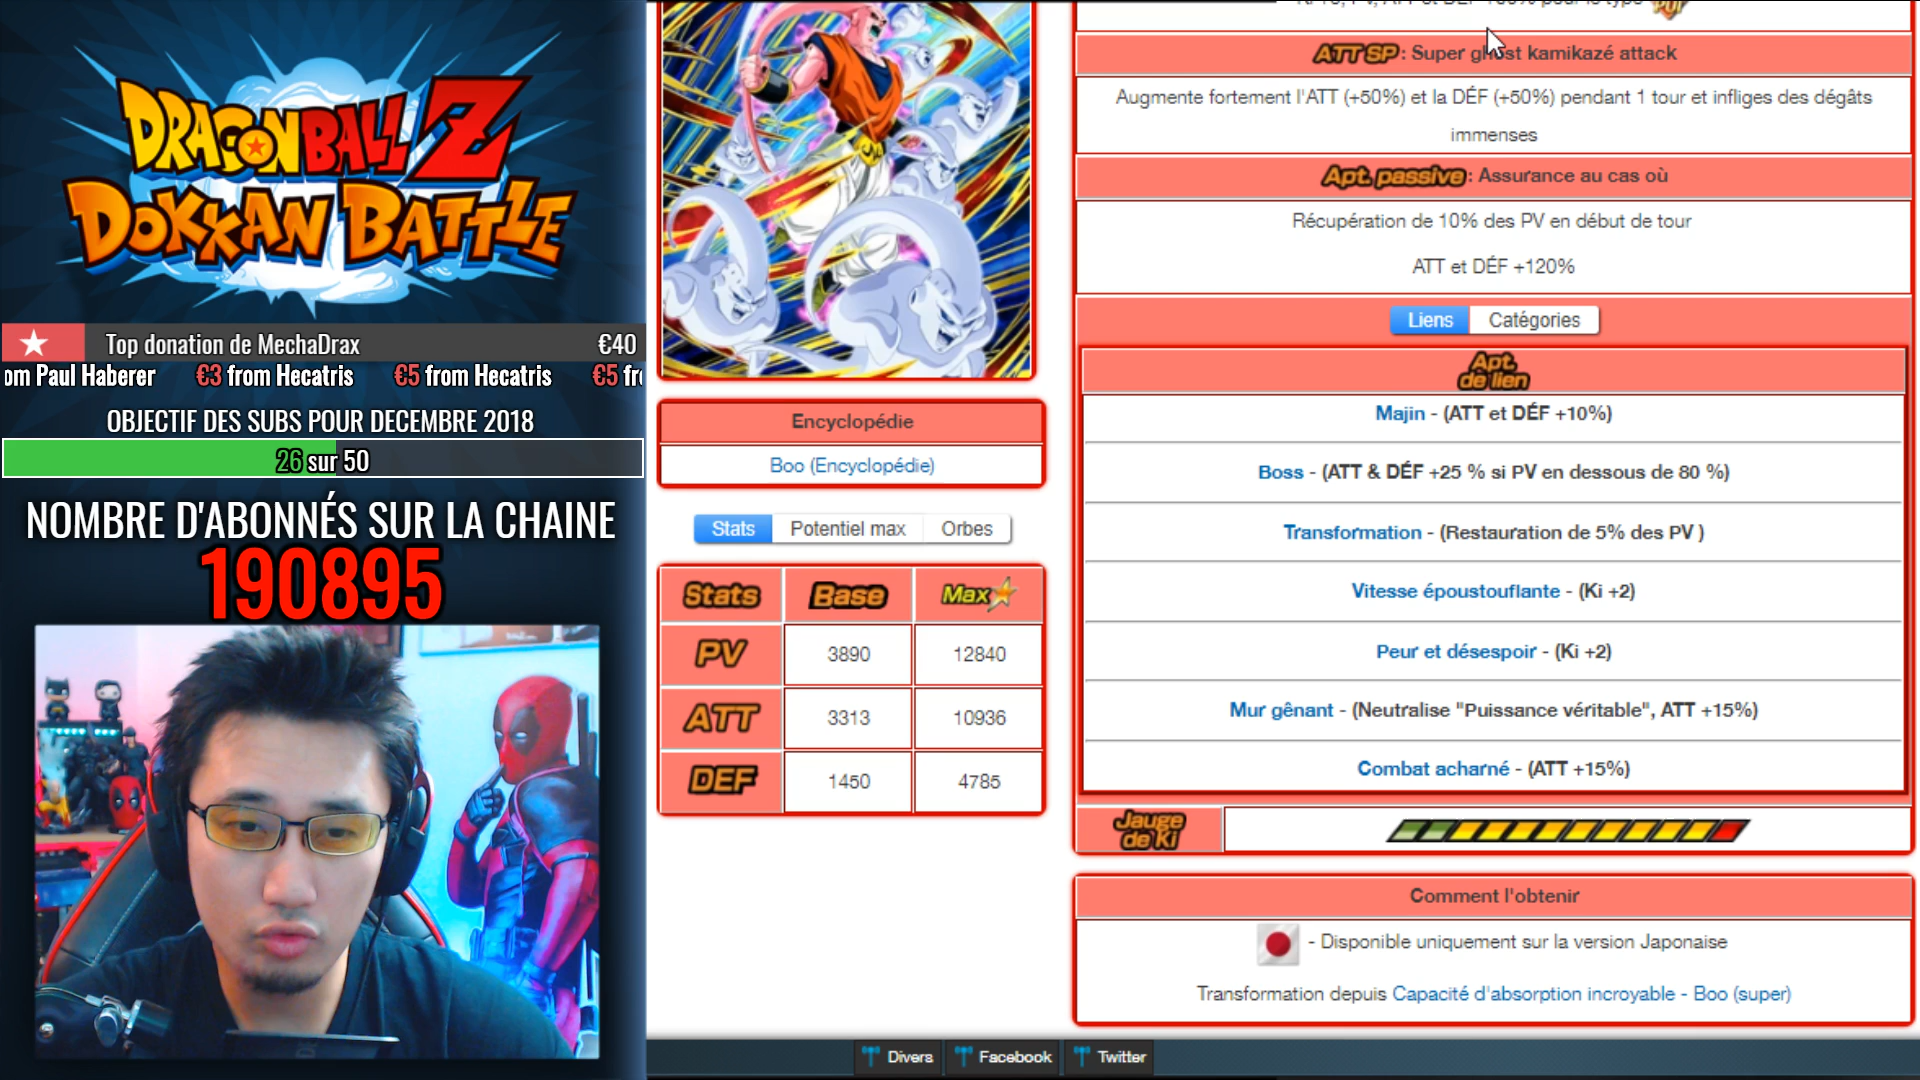 DRAGON BALL Z
DOKKAN BATTLE
Top donation de MechaDrax €40
om Paul Haberer €3 from Hecatris €5 from Hecatris €5 fr
OBJECTIF DES SUBS POUR DECEMBRE 2018
26 sur 50
NOMBRE D'ABONNÉS SUR LA CHAINE
190895
Encyclopédie
Boo (Encyclopédie)
Stats Potentiel max Orbes
Stats Base Max
PV 3890 12840
ATT 3313 10936
DEF 1450 4785
ATT SP : Super ghost kamikazé attack
Augmente fortement l'ATT (+50%) et la DÉF (+50%) pendant 1 tour et infliges des dégâts
immenses
Apt. passive : Assurance au cas où
Récupération de 10% des PV en début de tour
ATT et DÉF +120%
Liens Catégories
Apt.
de lien
Majin - (ATT et DÉF +10%)
Boss - (ATT & DÉF +25 % si PV en dessous de 80 %)
Transformation - (Restauration de 5% des PV )
Vitesse époustouflante - (Ki +2)
Peur et désespoir - (Ki +2)
Mur gênant - (Neutralise "Puissance véritable", ATT +15%)
Combat acharné - (ATT +15%)
Jauge
de Ki
Comment l'obtenir
- Disponible uniquement sur la version Japonaise
Transformation depuis Capacité d'absorption incroyable - Boo (super)
Divers Facebook Twitter